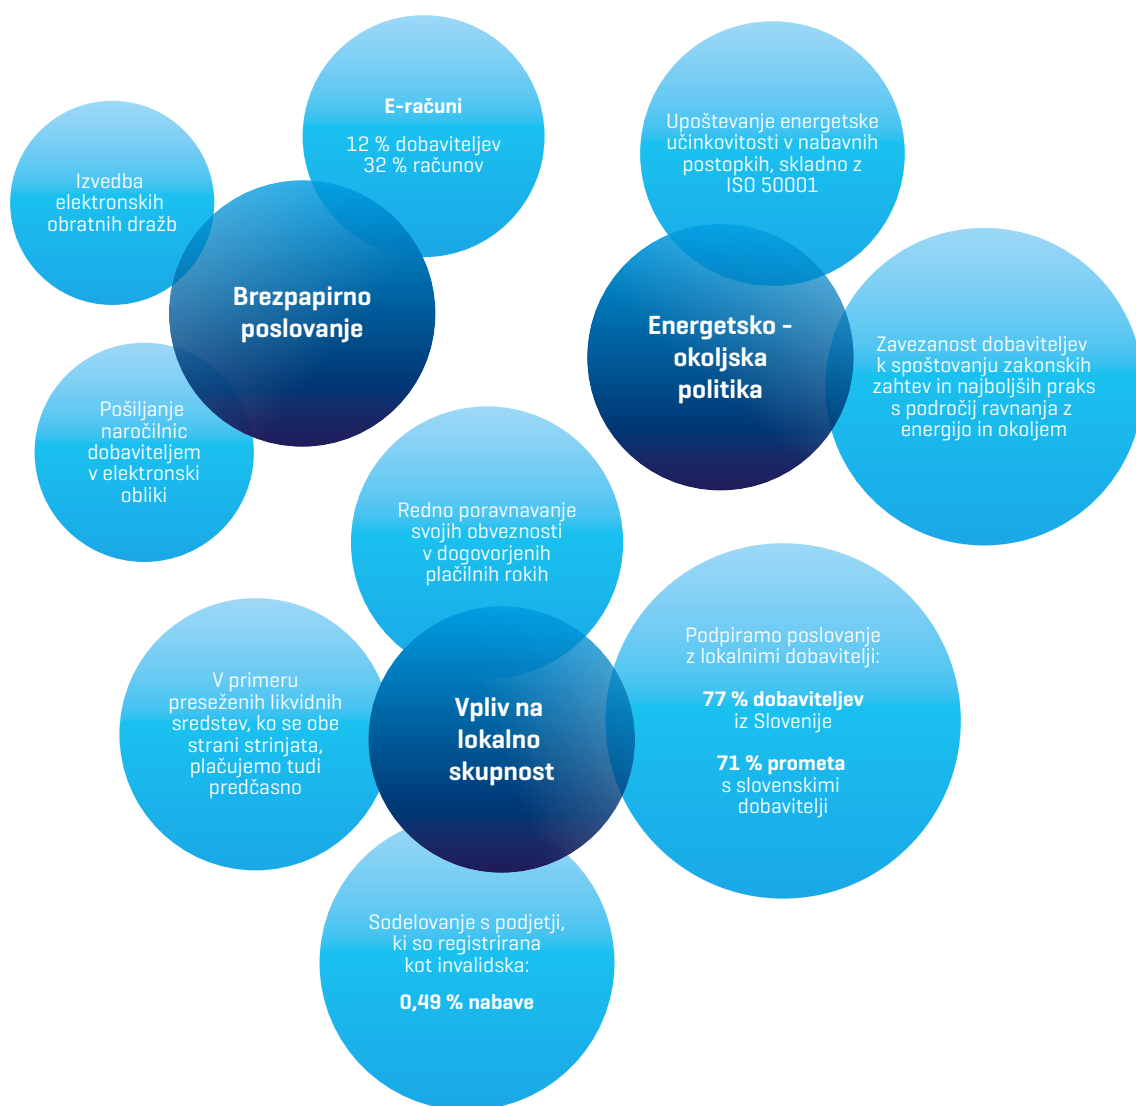 E-računi
12 % dobaviteljev
32 % računov
Izvedba
elektronskih
obratnih dražb
Brezpapirno
poslovanje
Pošiljanje
naročilnic
dobaviteljem
v elektronski
obliki
Upoštevanje energetske
učinkovitosti v nabavnih
postopkih, skladno z
ISO 50001
Energetsko -
okoljska
politika
Zavezanost dobaviteljev
k spoštovanju zakonskih
zahtev in najboljših praks
s področij ravnanja z
energijo in okoljem
Redno poravnavanje
svojih obveznosti
v dogovorjenih
plačilnih rokih
V primeru
preseženih likvidnih
sredstev, ko se obe
strani strinjata,
plačujemo tudi
predčasno
Vpliv na
lokalno
skupnost
Podpiramo poslovanje
z lokalnimi dobavitelji:
77 % dobaviteljev
iz Slovenije
71 % prometa
s slovenskimi
dobavitelji
Sodelovanje s podjetji,
ki so registrirana
kot invalidska:
0,49 % nabave